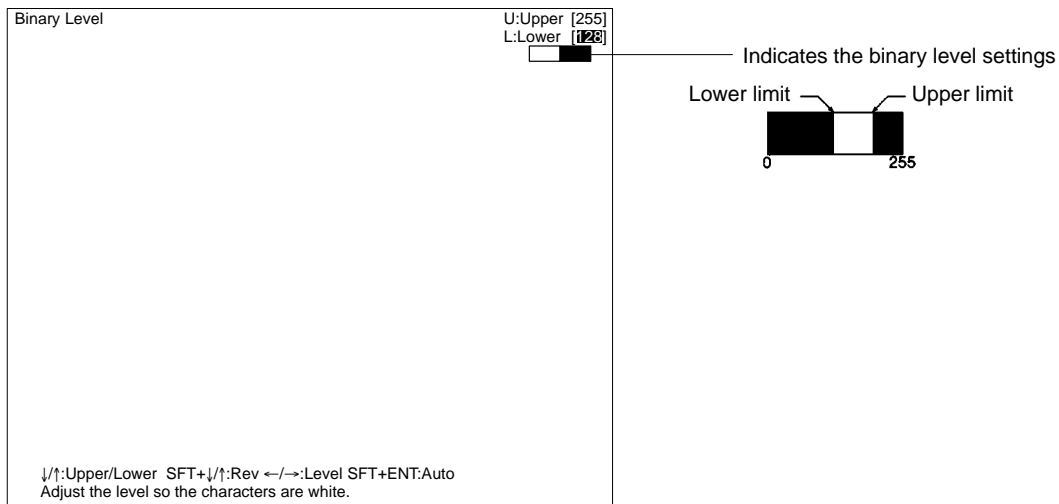 Binary Level
U:Upper [255]
L:Lower [128]
Indicates the binary level settings
Lower limit
Upper limit
0
255
↓/↑:Upper/Lower SFT+↓/↑:Rev ←/→:Level SFT+ENT:Auto
Adjust the level so the characters are white.